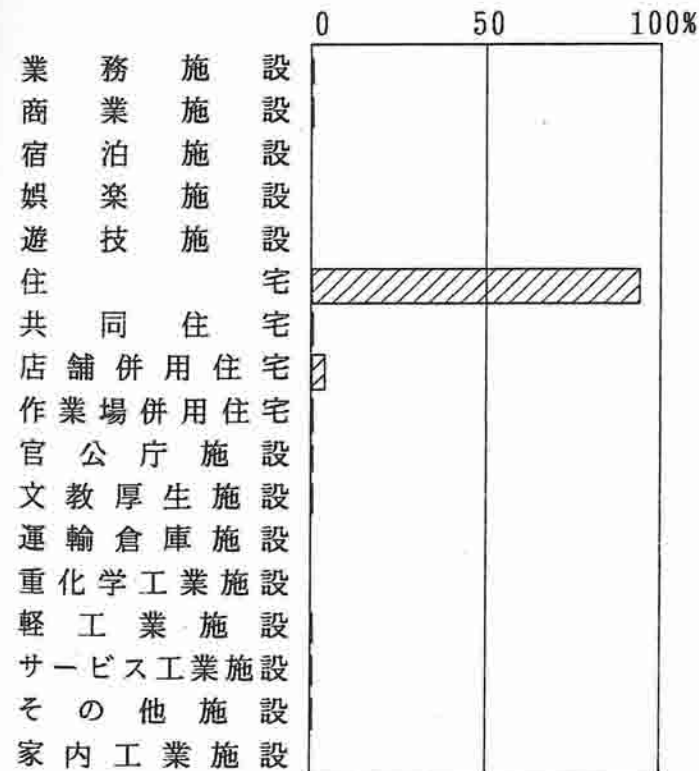 0 50 100%
業務施設
商業施設
宿泊施設
娯楽施設
遊技施設
住宅
共同住宅
店舗併用住宅
作業場併用住宅
官公庁施設
文教厚生施設
運輸倉庫施設
重化学工業施設
軽工業施設
サービス工業施設
その他施設
家内工業施設